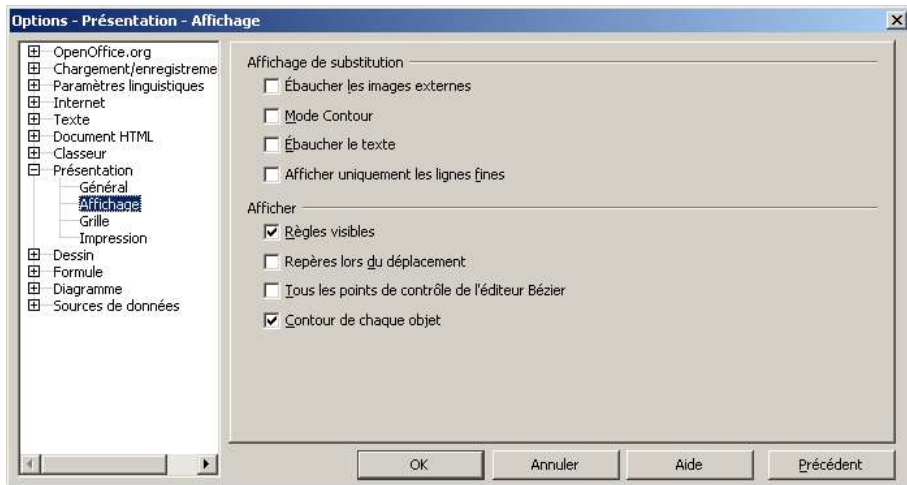 Options - Présentation - Affichage
OpenOffice.org
Chargement/enregistreme
Paramètres linguistiques
Internet
Texte
Document HTML
Classeur
Présentation
Général
Affichage
Grille
Impression
Dessin
Formule
Diagramme
Sources de données
Affichage de substitution
Ébaucher les images externes
Mode Contour
Ébaucher le texte
Afficher uniquement les lignes fines
Afficher
Règles visibles
Repères lors du déplacement
Tous les points de contrôle de l'éditeur Bézier
Contour de chaque objet
OK
Annuler
Aide
Précédent